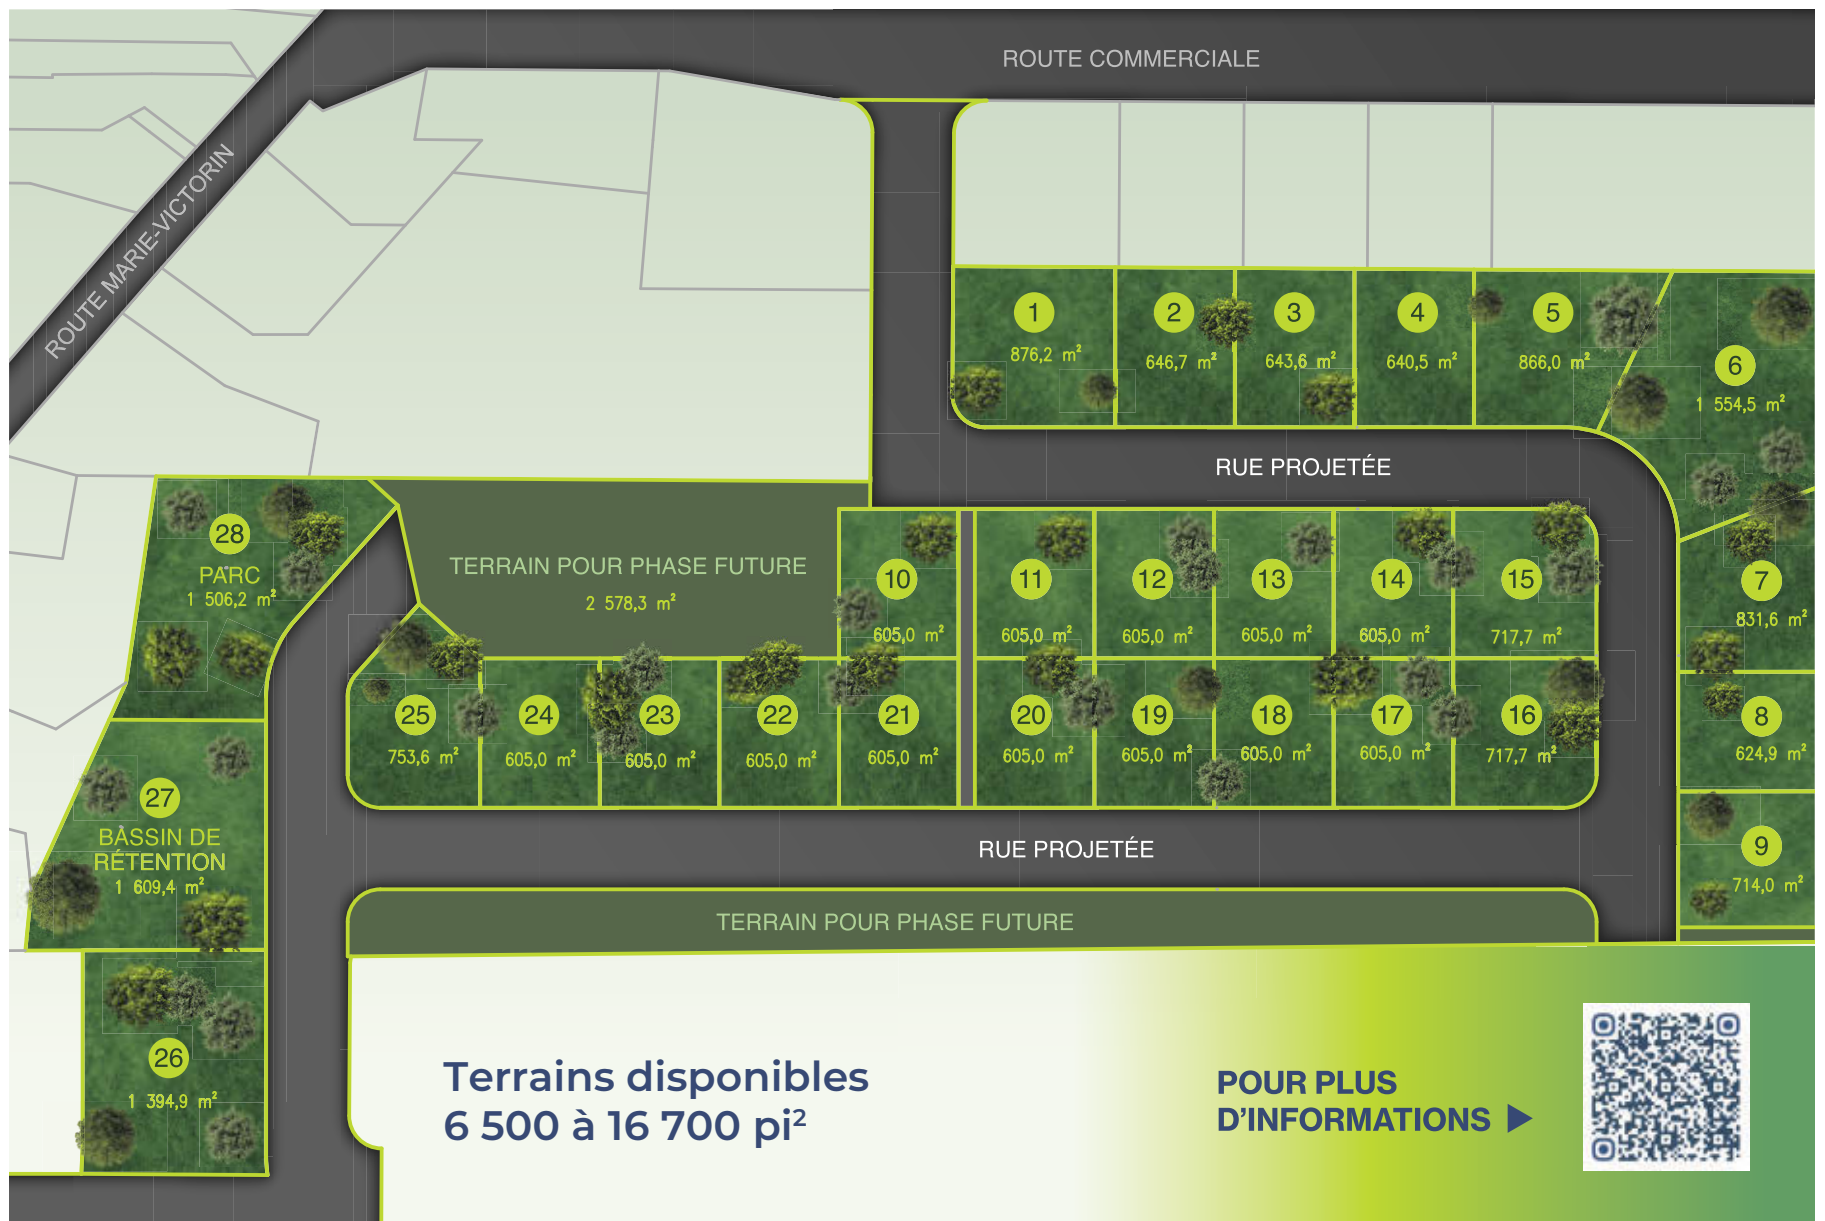 ROUTE COMMERCIALE
ROUTE MARIE-VICTORIN
1
876,2 m²
2
646,7 m²
3
643,6 m²
4
640,5 m²
5
866,0 m²
6
1 554,5 m²
RUE PROJETÉE
28
PARC
1 506,2 m²
TERRAIN POUR PHASE FUTURE
2 578,3 m²
10
605,0 m²
11
605,0 m²
12
605,0 m²
13
605,0 m²
14
605,0 m²
15
717,7 m²
7
831,6 m²
25
753,6 m²
24
605,0 m²
23
605,0 m²
22
605,0 m²
21
605,0 m²
20
605,0 m²
19
605,0 m²
18
605,0 m²
17
605,0 m²
16
717,7 m²
8
624,9 m²
27
BASSIN DE
RÉTENTION
1 609,4 m²
RUE PROJETÉE
9
714,0 m²
TERRAIN POUR PHASE FUTURE
26
1 394,9 m²
Terrains disponibles
6 500 à 16 700 pi²
POUR PLUS
D'INFORMATIONS